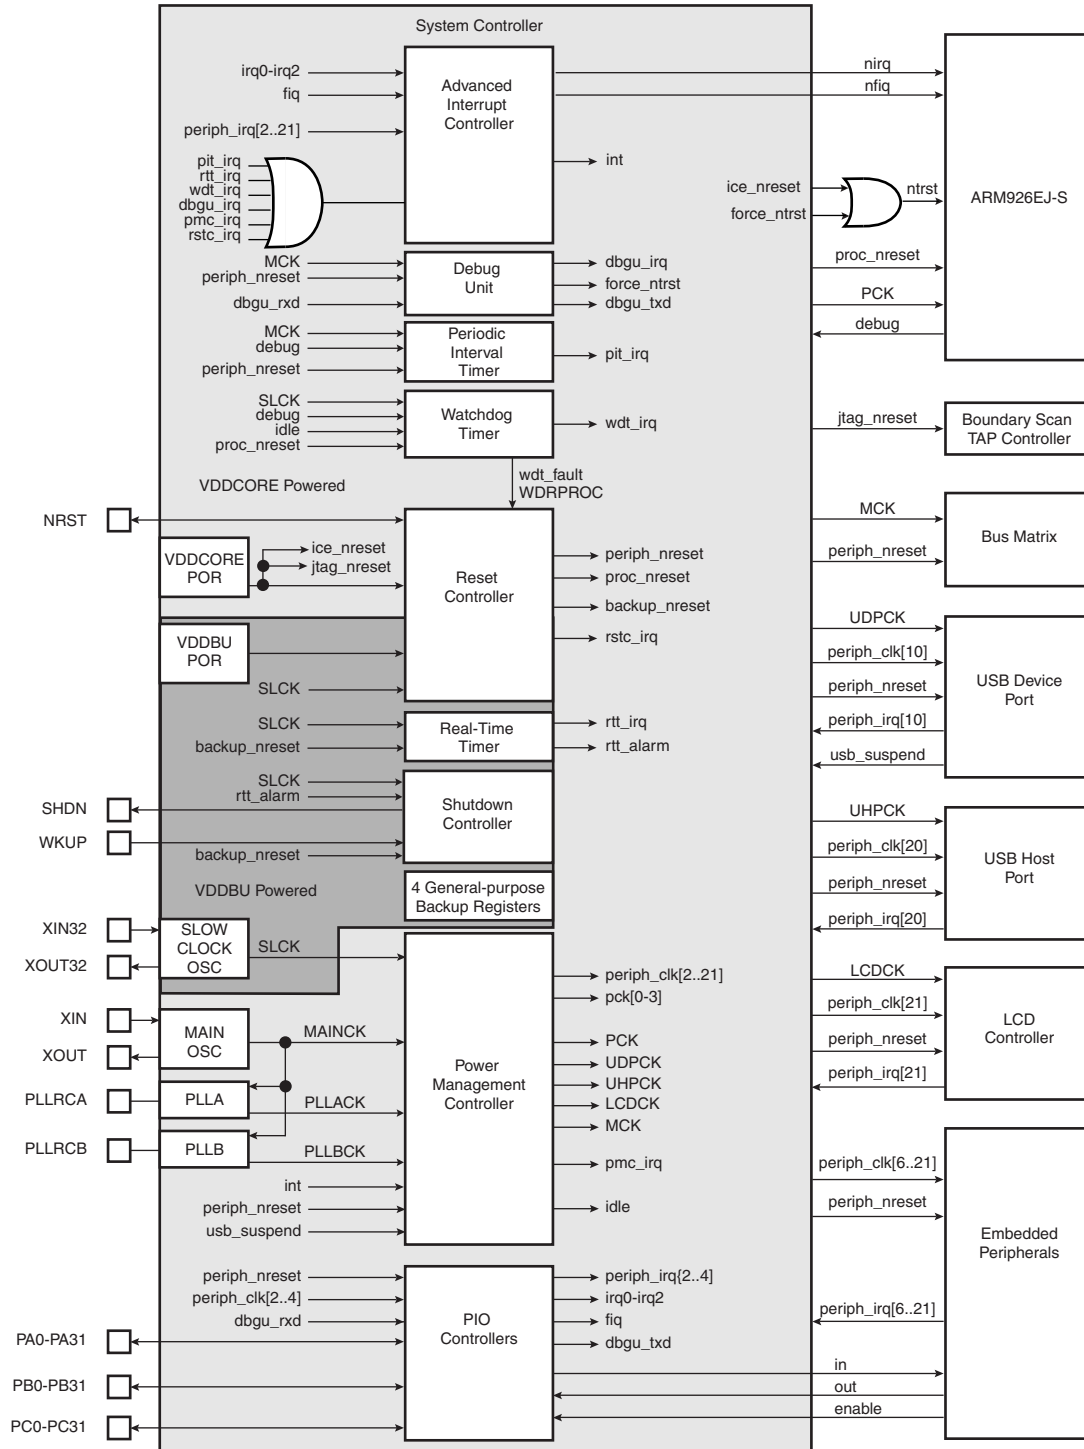 System Controller
irq0-irq2
fiq
periph_irq[2..21]
pit_irq
rtt_irq
wdt_irq
dbgu_irq
pmc_irq
rstc_irq
Advanced
Interrupt
Controller
int
nirq
nfiq
ice_nreset
force_ntrst
ntrst
ARM926EJ-S
proc_nreset
PCK
debug
MCK
periph_nreset
dbgu_rxd
Debug
Unit
dbgu_irq
force_ntrst
dbgu_txd
MCK
debug
periph_nreset
Periodic
Interval
Timer
pit_irq
SLCK
debug
idle
proc_nreset
Watchdog
Timer
wdt_irq
wdt_fault
WDRPROC
jtag_nreset
Boundary Scan
TAP Controller
VDDCORE Powered
NRST
VDDCORE
POR
ice_nreset
jtag_nreset
Reset
Controller
periph_nreset
proc_nreset
backup_nreset
rstc_irq
MCK
periph_nreset
Bus Matrix
VDDBU
POR
SLCK
UDPCK
periph_clk[10]
periph_nreset
periph_irq[10]
usb_suspend
USB Device
Port
SLCK
backup_nreset
Real-Time
Timer
rtt_irq
rtt_alarm
SLCK
rtt_alarm
SHDN
WKUP
backup_nreset
Shutdown
Controller
UHPCK
periph_clk[20]
periph_nreset
periph_irq[20]
USB Host
Port
VDDBU Powered
4 General-purpose
Backup Registers
XIN32
XOUT32
SLOW
CLOCK
OSC
SLCK
XIN
XOUT
MAIN
OSC
MAINCK
PLLRCA
PLLA
PLLACK
PLLRCB
PLLB
PLLBCK
int
periph_nreset
usb_suspend
Power
Management
Controller
periph_clk[2..21]
pck[0-3]
PCK
UDPCK
UHPCK
LCDCK
MCK
pmc_irq
idle
LCDCK
periph_clk[21]
periph_nreset
periph_irq[21]
LCD
Controller
periph_clk[6..21]
periph_nreset
periph_irq[6..21]
in
out
enable
Embedded
Peripherals
periph_nreset
periph_clk[2..4]
dbgu_rxd
PA0-PA31
PB0-PB31
PC0-PC31
PIO
Controllers
periph_irq{2..4]
irq0-irq2
fiq
dbgu_txd